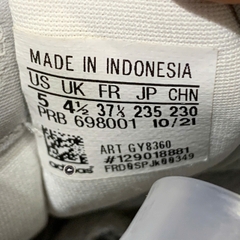 MADE IN INDONESIA
US UK FR JP CHN
5 4½ 37⅓ 235 230
PRB 698001 10/21
ART GY8360
#129018881
FRD0SPJk00349